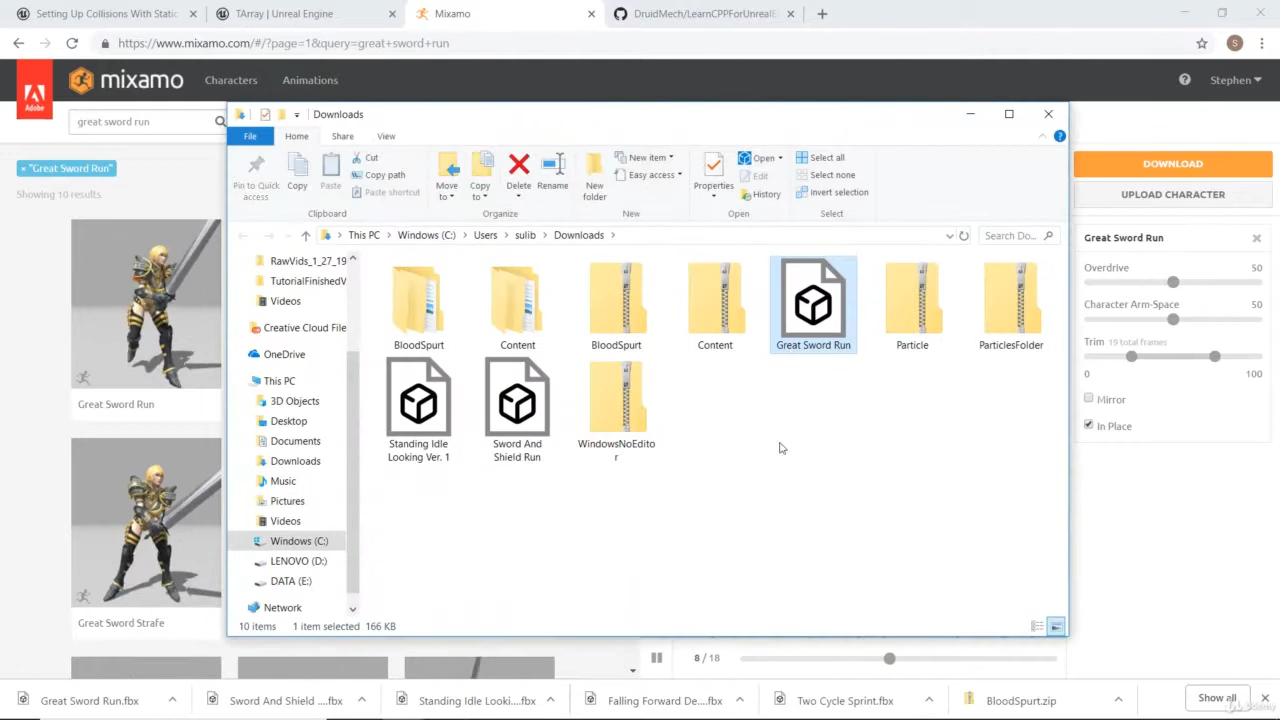 Setting Up Collisions With Static
TArray | Unreal Engine
Mixamo
DruidMech/LearnCPPForUnrealE
https://www.mixamo.com/#/?page=1&query=great+sword+run
S
Adobe
mixamo
Characters
Animations
Stephen
great sword run
× "Great Sword Run"
Showing 10 results.
Great Sword Run
Great Sword Strafe
Downloads
File
Home
Share
View
Pin to Quick access
Copy
Paste
Cut
Copy path
Paste shortcut
Clipboard
Move to
Copy to
Delete
Rename
Organize
New folder
New item
Easy access
New
Properties
Open
Edit
History
Open
Select all
Select none
Invert selection
Select
This PC > Windows (C:) > Users > sulib > Downloads >
Search Do...
RawVids_1_27_19
TutorialFinishedV
Videos
Creative Cloud File
OneDrive
This PC
3D Objects
Desktop
Documents
Downloads
Music
Pictures
Videos
Windows (C:)
LENOVO (D:)
DATA (E:)
Network
BloodSpurt
Content
BloodSpurt
Content
Great Sword Run
Particle
ParticlesFolder
Standing Idle
Looking Ver. 1
Sword And
Shield Run
WindowsNoEdito
r
10 items
1 item selected 166 KB
DOWNLOAD
UPLOAD CHARACTER
Great Sword Run
Overdrive 50
Character Arm-Space 50
Trim 19 total frames
0 100
Mirror
In Place
8 / 18
Great Sword Run.fbx
Sword And Shield ....fbx
Standing Idle Looki....fbx
Falling Forward De....fbx
Two Cycle Sprint.fbx
BloodSpurt.zip
Show all
Udemy